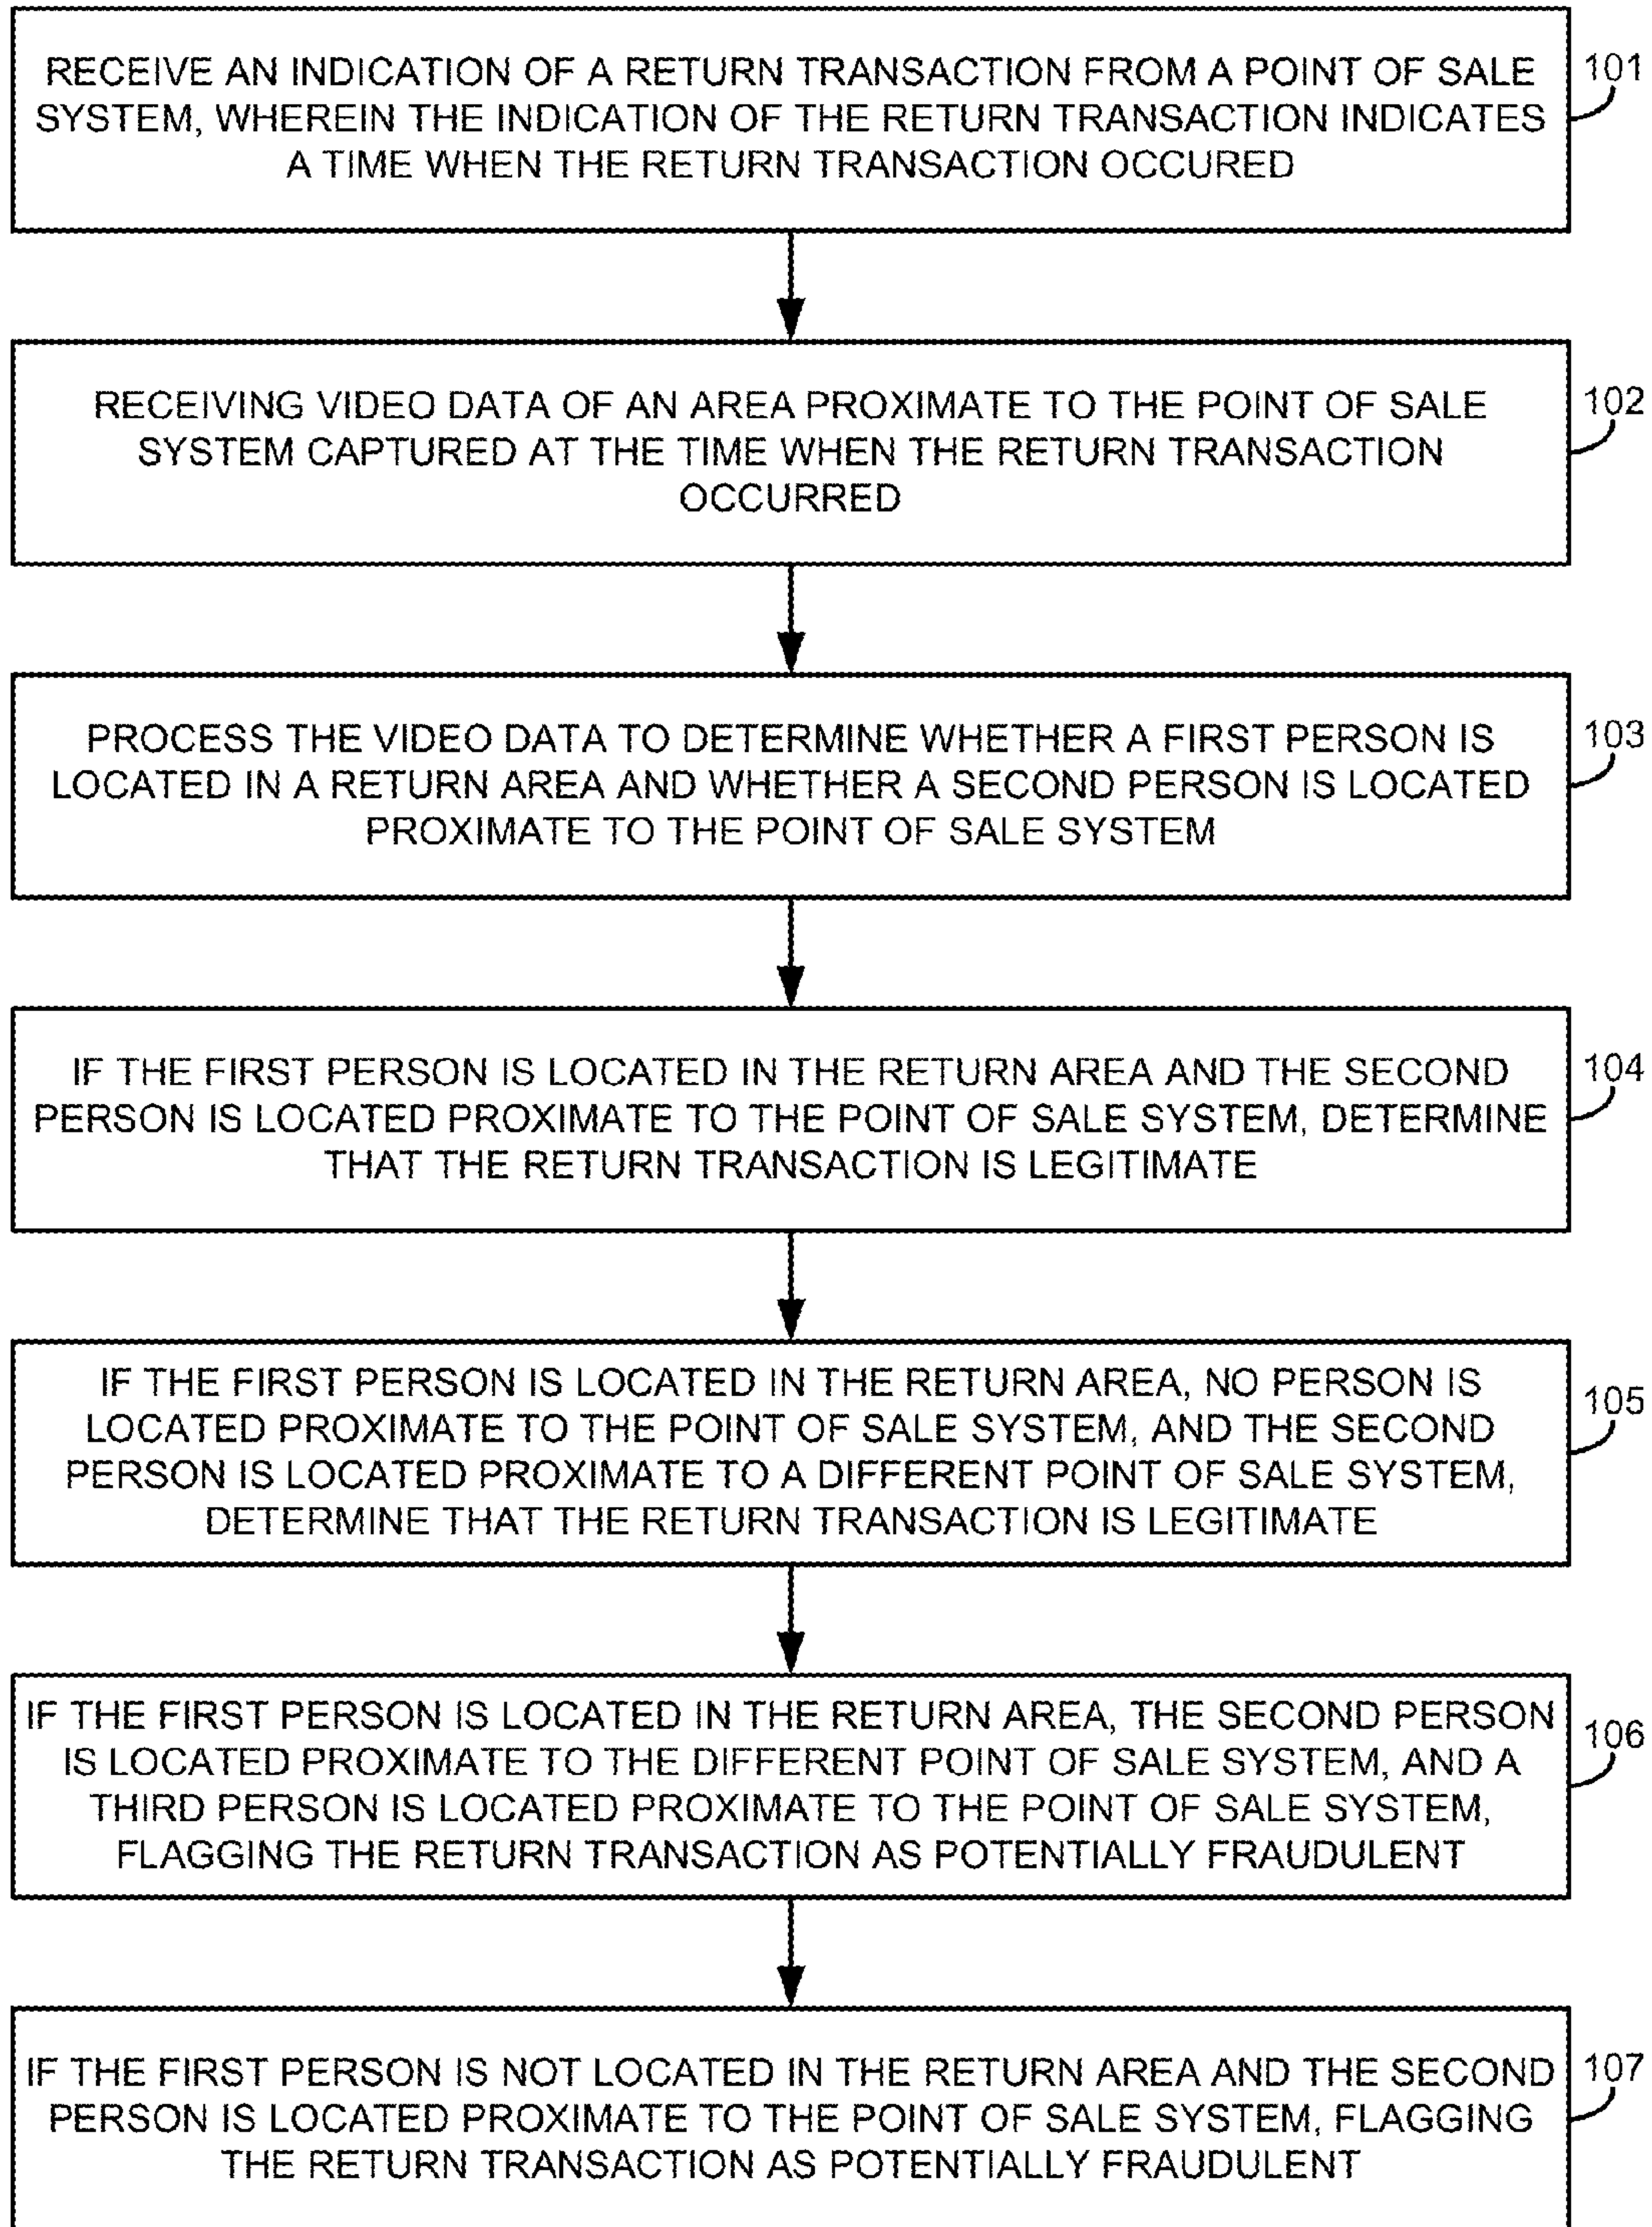 RECEIVE AN INDICATION OF A RETURN TRANSACTION FROM A POINT OF SALE
SYSTEM, WHEREIN THE INDICATION OF THE RETURN TRANSACTION INDICATES
A TIME WHEN THE RETURN TRANSACTION OCCURED
101
RECEIVING VIDEO DATA OF AN AREA PROXIMATE TO THE POINT OF SALE
SYSTEM CAPTURED AT THE TIME WHEN THE RETURN TRANSACTION
OCCURRED
102
PROCESS THE VIDEO DATA TO DETERMINE WHETHER A FIRST PERSON IS
LOCATED IN A RETURN AREA AND WHETHER A SECOND PERSON IS LOCATED
PROXIMATE TO THE POINT OF SALE SYSTEM
103
IF THE FIRST PERSON IS LOCATED IN THE RETURN AREA AND THE SECOND
PERSON IS LOCATED PROXIMATE TO THE POINT OF SALE SYSTEM, DETERMINE
THAT THE RETURN TRANSACTION IS LEGITIMATE
104
IF THE FIRST PERSON IS LOCATED IN THE RETURN AREA, NO PERSON IS
LOCATED PROXIMATE TO THE POINT OF SALE SYSTEM, AND THE SECOND
PERSON IS LOCATED PROXIMATE TO A DIFFERENT POINT OF SALE SYSTEM,
DETERMINE THAT THE RETURN TRANSACTION IS LEGITIMATE
105
IF THE FIRST PERSON IS LOCATED IN THE RETURN AREA, THE SECOND PERSON
IS LOCATED PROXIMATE TO THE DIFFERENT POINT OF SALE SYSTEM, AND A
THIRD PERSON IS LOCATED PROXIMATE TO THE POINT OF SALE SYSTEM,
FLAGGING THE RETURN TRANSACTION AS POTENTIALLY FRAUDULENT
106
IF THE FIRST PERSON IS NOT LOCATED IN THE RETURN AREA AND THE SECOND
PERSON IS LOCATED PROXIMATE TO THE POINT OF SALE SYSTEM, FLAGGING
THE RETURN TRANSACTION AS POTENTIALLY FRAUDULENT
107